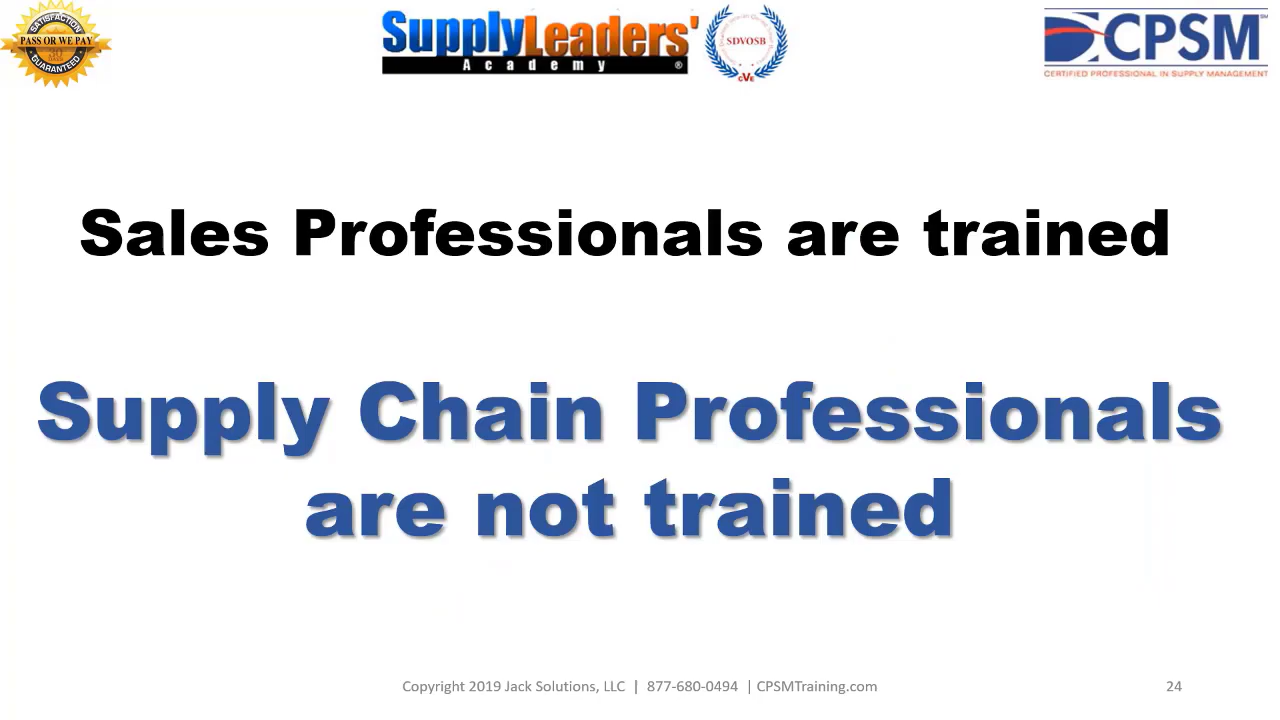 SATISFACTION
PASS OR WE PAY
GUARANTEED
SupplyLeaders'
Academy ®
SDVOSB
CVE
CPSM
CERTIFIED PROFESSIONAL IN SUPPLY MANAGEMENT
Sales Professionals are trained
Supply Chain Professionals
are not trained
Copyright 2019 Jack Solutions, LLC | 877-680-0494 | CPSMTraining.com
24